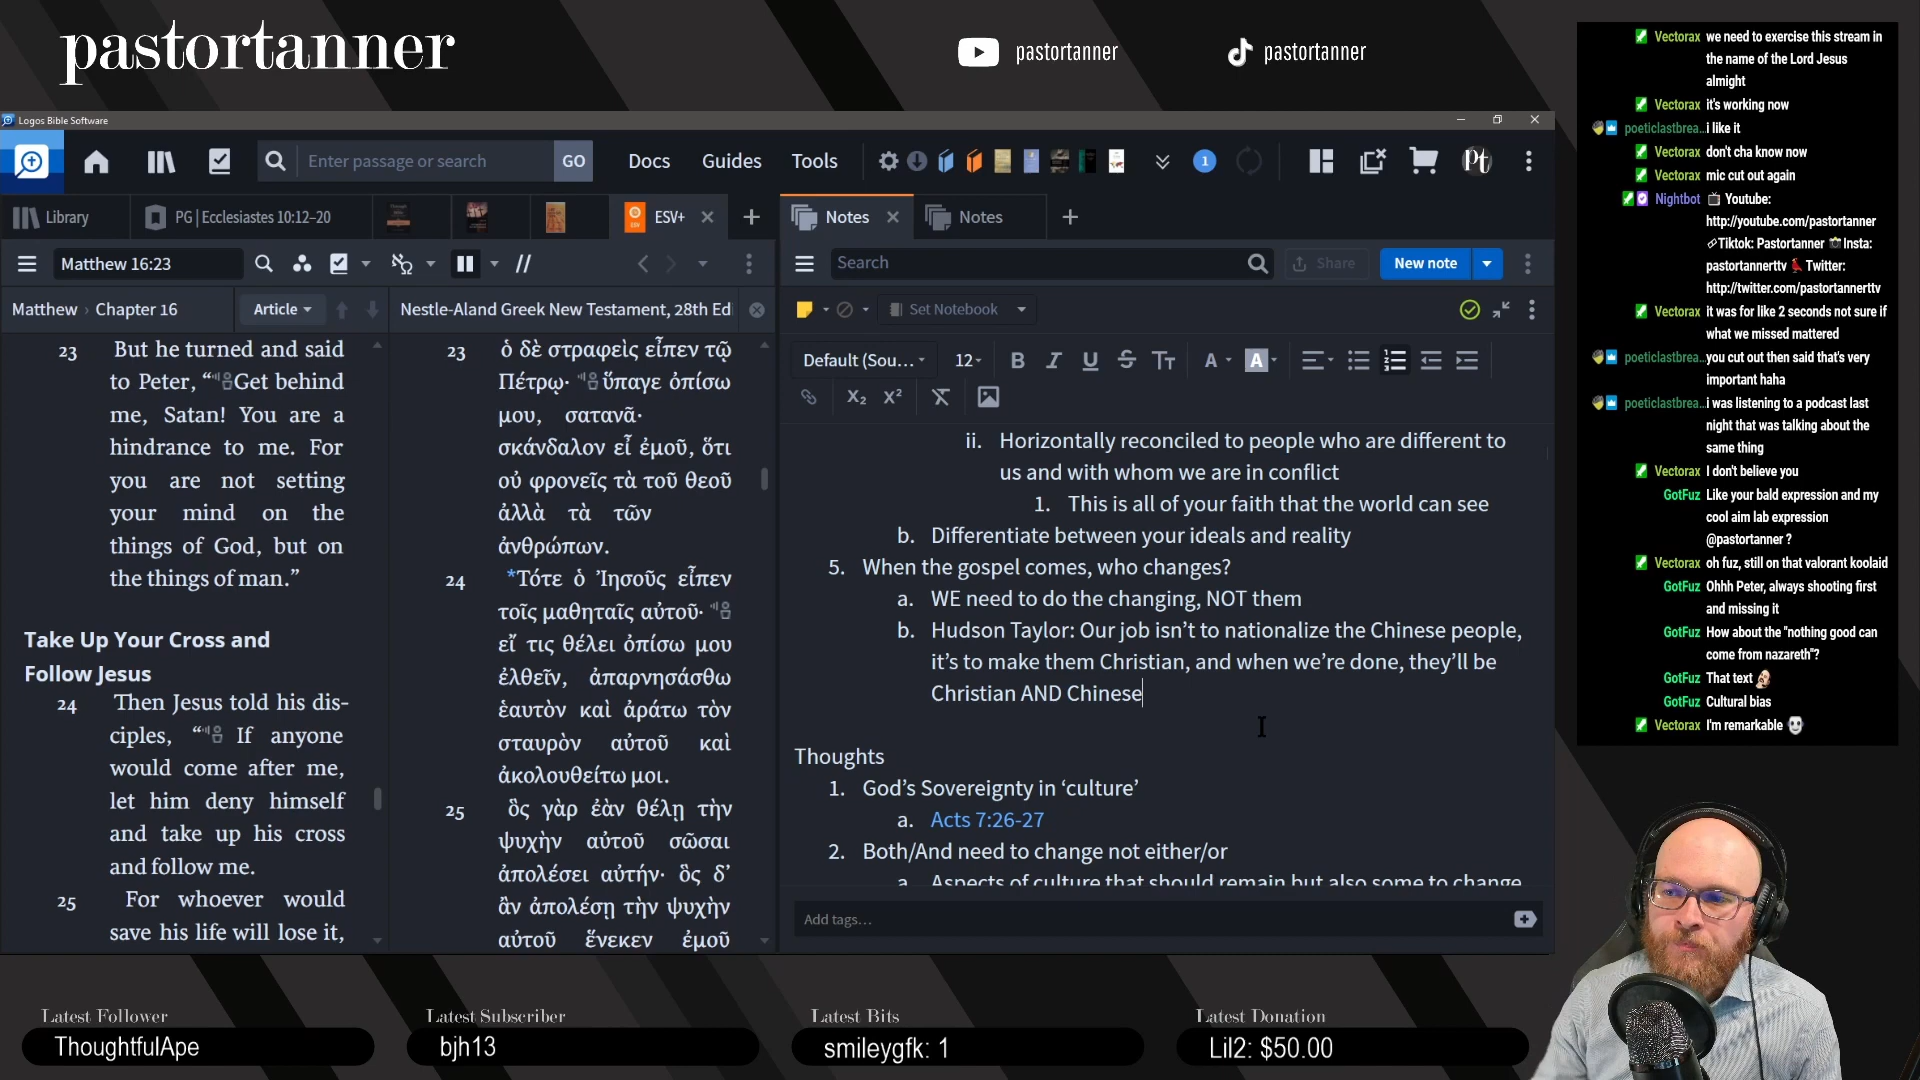 pastortanner
pastortanner
pastortanner
Logos Bible Software
Enter passage or search
GO
Docs
Guides
Tools
1
Pt
Library
PG | Ecclesiastes 10:12–20
ESV+
Notes
Notes
Matthew 16:23
Search
Share
New note
Matthew › Chapter 16
Article
Nestle-Aland Greek New Testament, 28th Ed
Set Notebook
Default (Sou...
12
23 But he turned and said
to Peter, “Get behind
me, Satan! You are a
hindrance to me. For
you are not setting
your mind on the
things of God, but on
the things of man.”
Take Up Your Cross and
Follow Jesus
24 Then Jesus told his dis-
ciples, “If anyone
would come after me,
let him deny himself
and take up his cross
and follow me.
25 For whoever would
save his life will lose it,
23 ὁ δὲ στραφεὶς εἶπεν τῷ
Πέτρῳ· ὕπαγε ὀπίσω
μου, σατανᾶ·
σκάνδαλον εἶ ἐμοῦ, ὅτι
οὐ φρονεῖς τὰ τοῦ θεοῦ
ἀλλὰ τὰ τῶν
ἀνθρώπων.
24 *Τότε ὁ Ἰησοῦς εἶπεν
τοῖς μαθηταῖς αὐτοῦ·
εἴ τις θέλει ὀπίσω μου
ἐλθεῖν, ἀπαρνησάσθω
ἑαυτὸν καὶ ἀράτω τὸν
σταυρὸν αὐτοῦ καὶ
ἀκολουθείτω μοι.
25 ὃς γὰρ ἐὰν θέλῃ τὴν
ψυχὴν αὐτοῦ σῶσαι
ἀπολέσει αὐτήν· ὃς δ’
ἂν ἀπολέσῃ τὴν ψυχὴν
αὐτοῦ ἕνεκεν ἐμοῦ
ii. Horizontally reconciled to people who are different to
us and with whom we are in conflict
1. This is all of your faith that the world can see
b. Differentiate between your ideals and reality
5. When the gospel comes, who changes?
a. WE need to do the changing, NOT them
b. Hudson Taylor: Our job isn’t to nationalize the Chinese people,
it’s to make them Christian, and when we’re done, they’ll be
Christian AND Chinese
Thoughts
1. God’s Sovereignty in ‘culture’
a. Acts 7:26-27
2. Both/And need to change not either/or
a. Aspects of culture that should remain but also some to change
Add tags...
Vectorax we need to exercise this stream in
the name of the Lord Jesus
almight
Vectorax it's working now
poeticlastbrea... i like it
Vectorax don't cha know now
Vectorax mic cut out again
Nightbot Youtube:
http://youtube.com/pastortanner
Tiktok: Pastortanner Insta:
pastortannerttv Twitter:
http://twitter.com/pastortannerttv
Vectorax it was for like 2 seconds not sure if
what we missed mattered
poeticlastbrea... you cut out then said that's very
important haha
poeticlastbrea... i was listening to a podcast last
night that was talking about the
same thing
Vectorax I don't believe you
GotFuz Like your bald expression and my
cool aim lab expression
@pastortanner ?
Vectorax oh fuz, still on that valorant koolaid
GotFuz Ohhh Peter, always shooting first
and missing it
GotFuz How about the "nothing good can
come from nazareth"?
GotFuz That text
GotFuz Cultural bias
Vectorax I'm remarkable
Latest Follower
ThoughtfulApe
Latest Subscriber
bjh13
Latest Bits
smileygfk: 1
Latest Donation
Lil2: $50.00